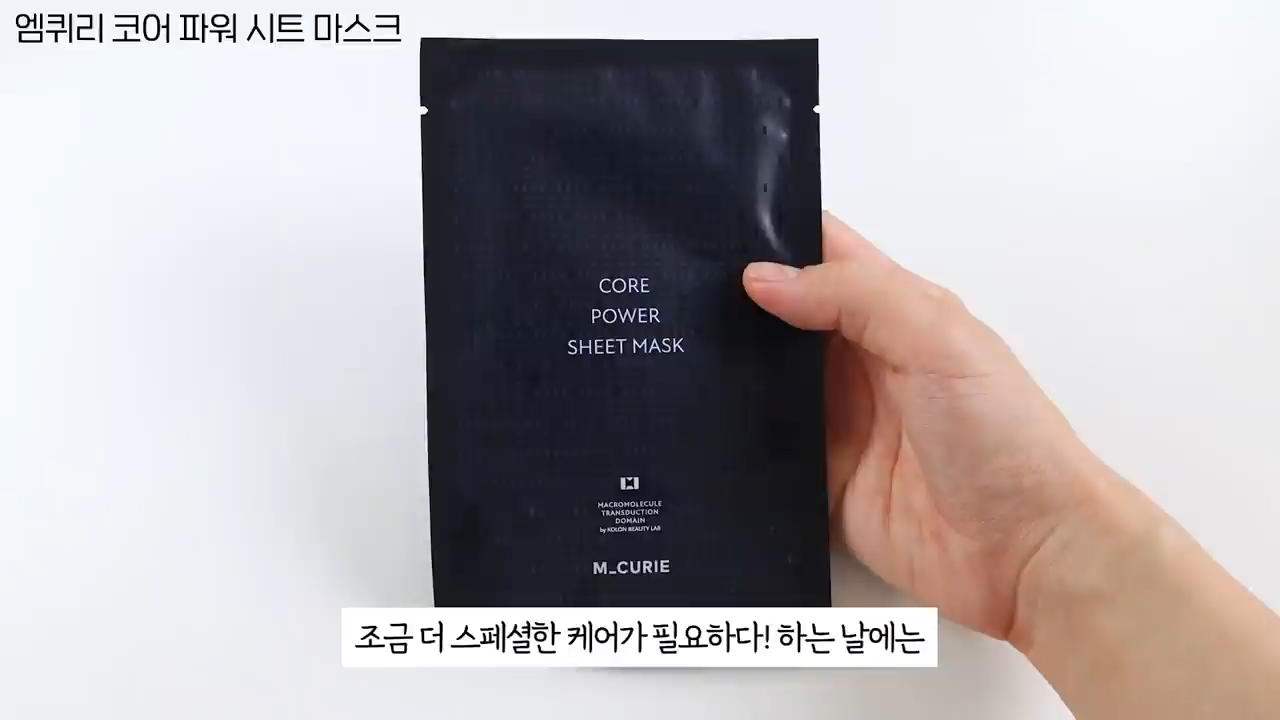 엠퀴리 코어 파워 시트 마스크
CORE
POWER
SHEET MASK
MACROMOLECULE
TRANSDUCTION
DOMAIN
by KOLON BEAUTY LAB
M_CURIE
조금 더 스페셜한 케어가 필요하다! 하는 날에는